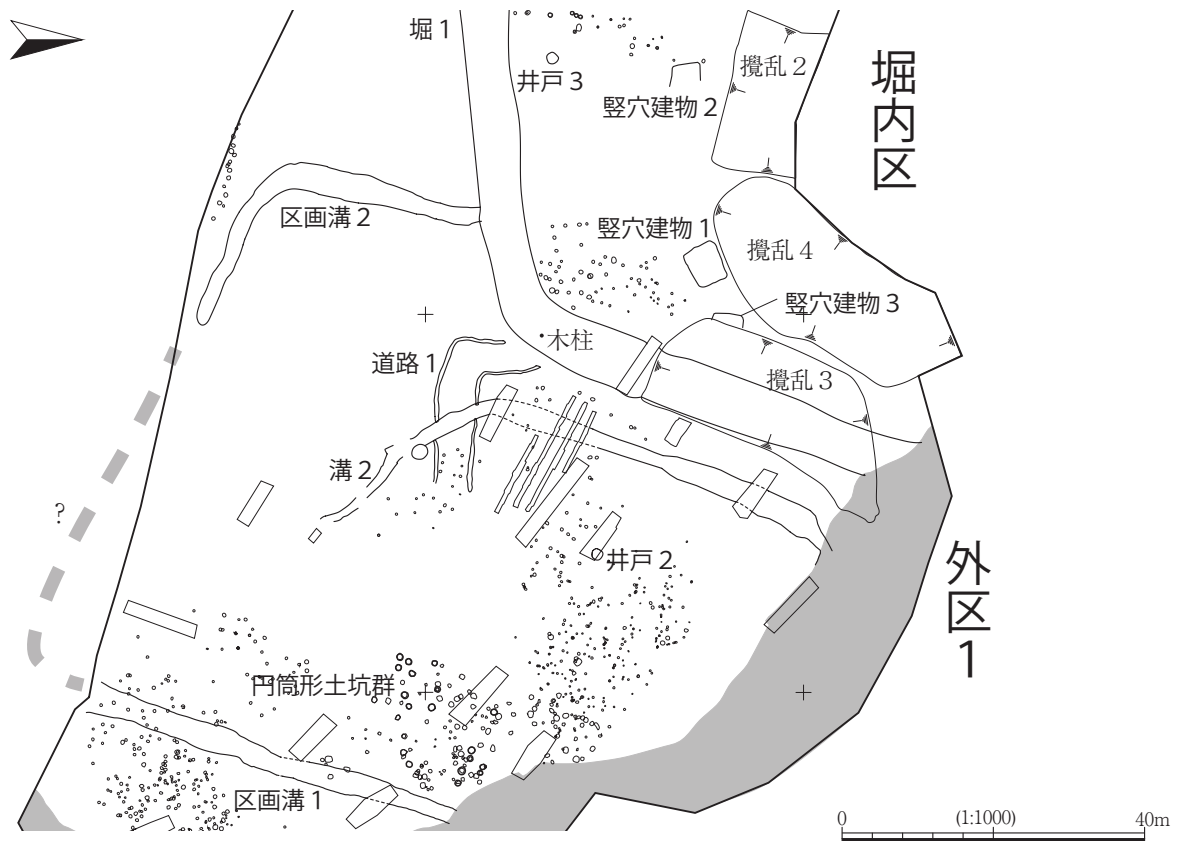 堀１
井戸３
竪穴建物２
攪乱２
堀内区
区画溝２
竪穴建物１
攪乱４
竪穴建物３
木柱
道路１
攪乱３
溝２
?
井戸２
外区１
円筒形土坑群
区画溝１
0
(1:1000)
40m